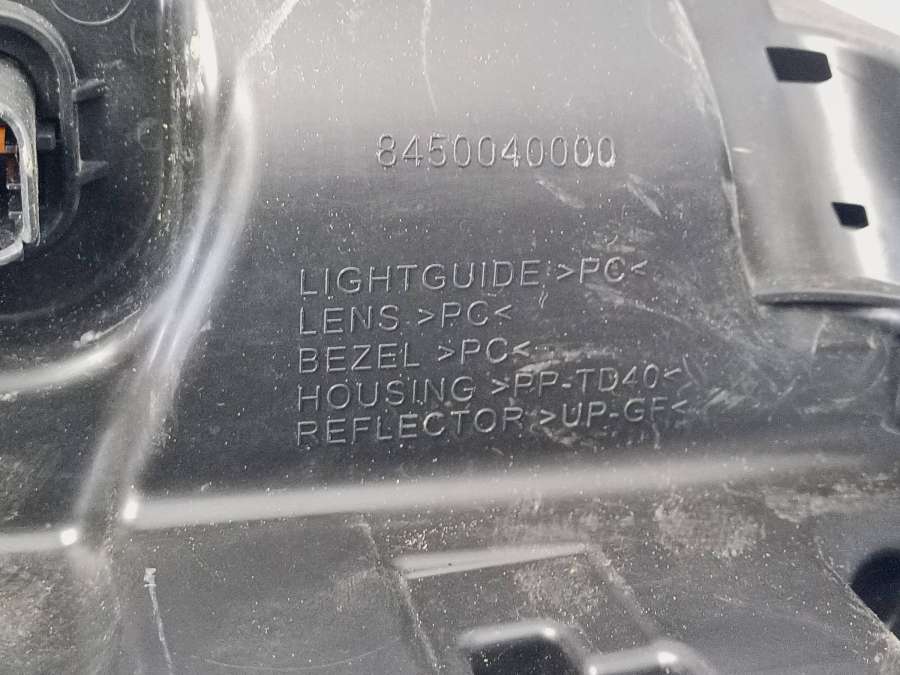 8450040000
LIGHTGUIDE >PC<
LENS >PC<
BEZEL >PC<
HOUSING >PP-TD40<
REFLECTOR >UP-GF<